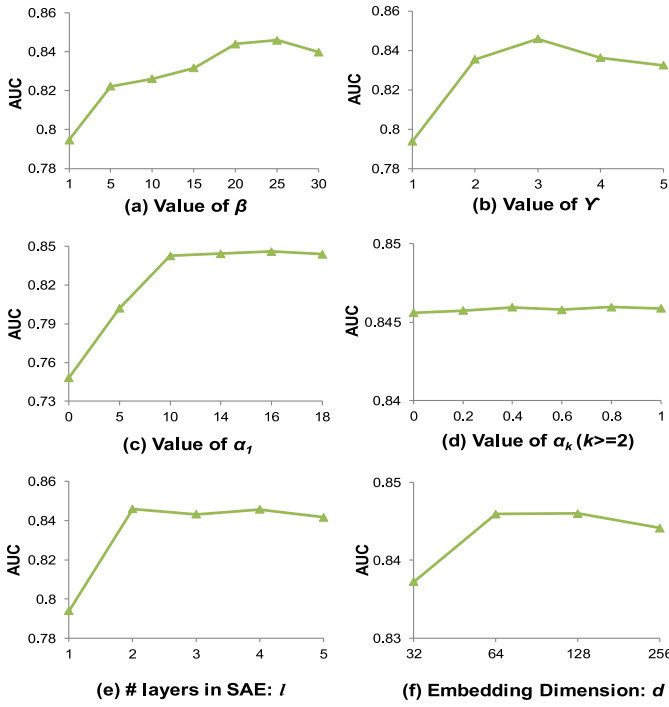 0.86
0.84
0.82
0.8
0.78
AUC
1 5 10 15 20 25 30
(a) Value of β
0.86
0.84
0.82
0.8
0.78
AUC
1 2 3 4 5
(b) Value of ϒ
0.85
0.82
0.79
0.76
0.73
AUC
0 5 10 14 16 18
(c) Value of α1
0.85
0.845
0.84
AUC
0 0.2 0.4 0.6 0.8 1
(d) Value of αk (k>=2)
0.86
0.84
0.82
0.8
0.78
AUC
1 2 3 4 5
(e) # layers in SAE: l
0.85
0.84
0.83
AUC
32 64 128 256
(f) Embedding Dimension: d